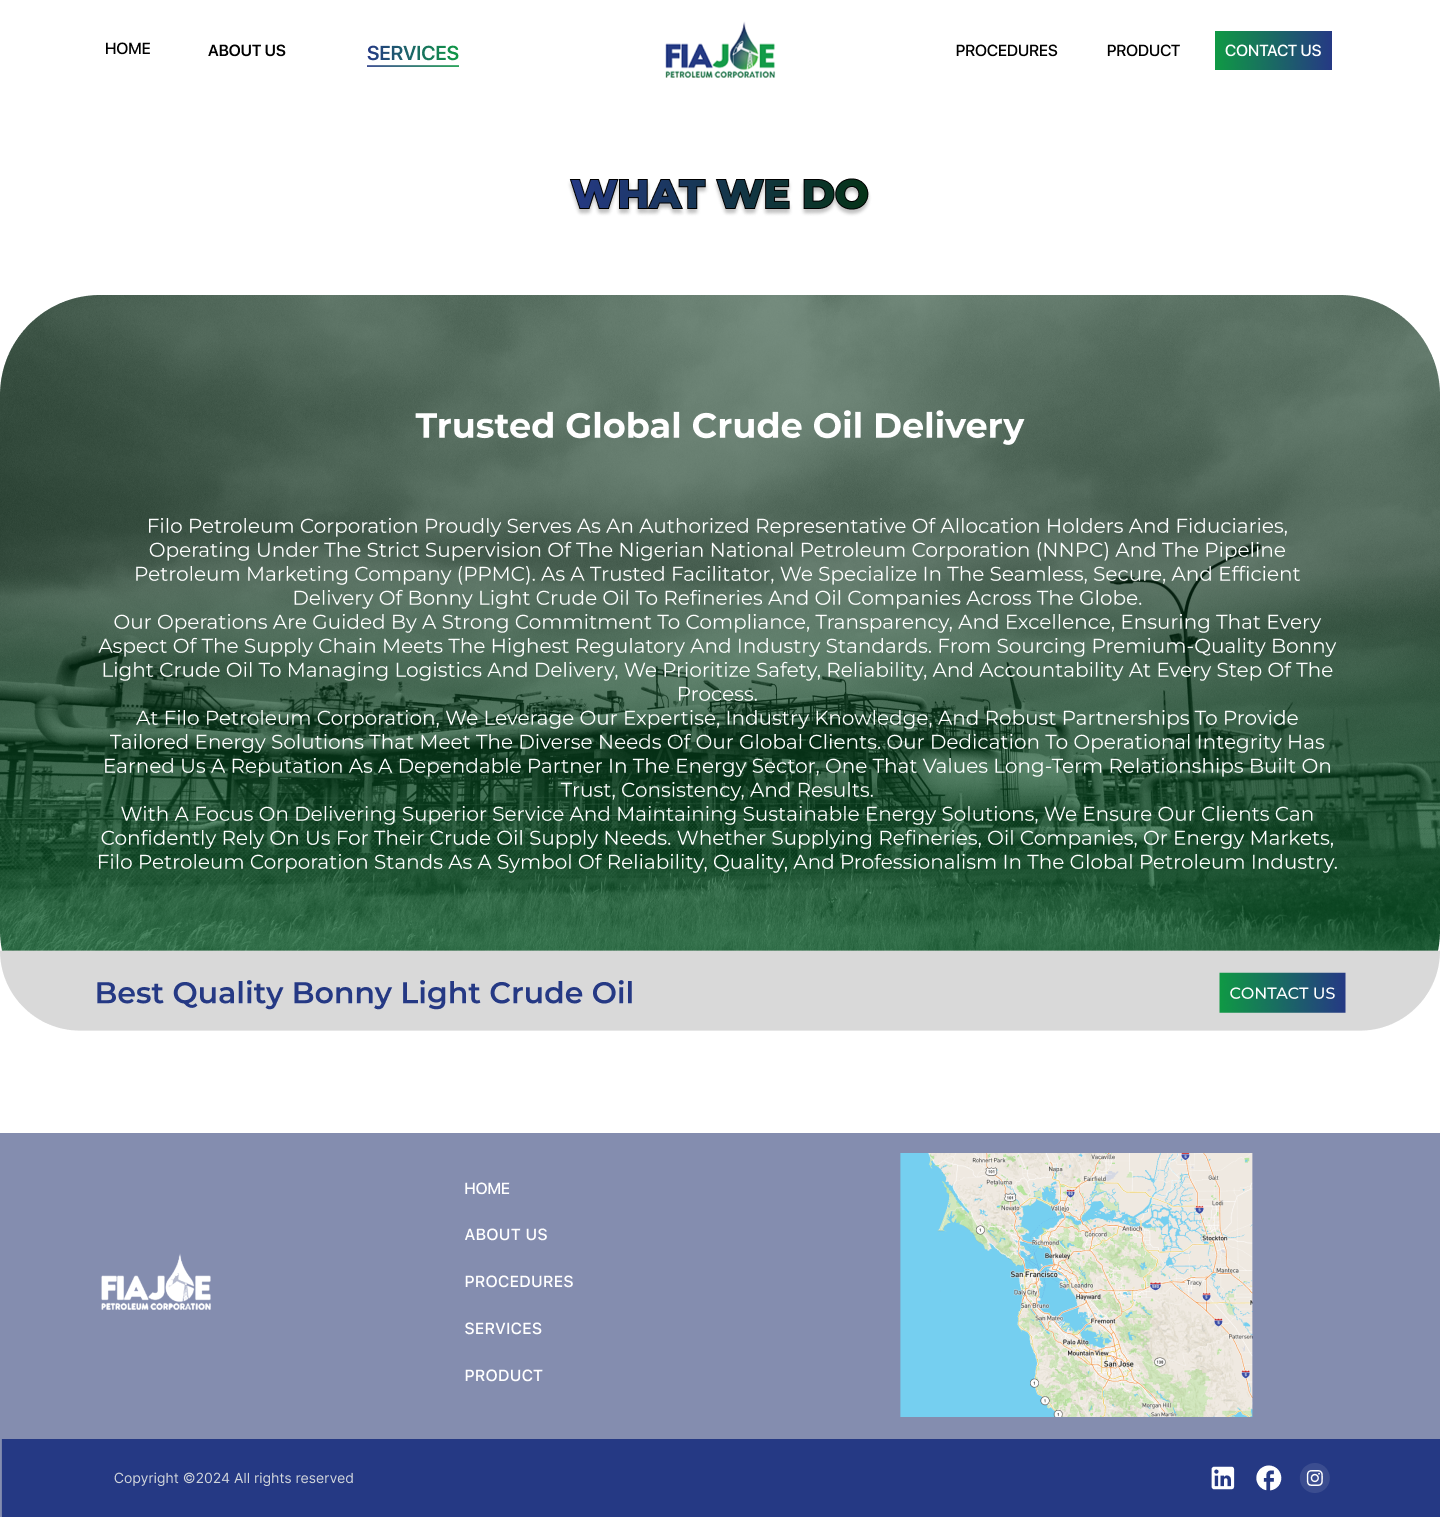 HOME
ABOUT US
SERVICES
FIAJOE
PETROLEUM CORPORATION
PROCEDURES
PRODUCT
CONTACT US
WHAT WE DO
Trusted Global Crude Oil Delivery
Filo Petroleum Corporation Proudly Serves As An Authorized Representative Of Allocation Holders And Fiduciaries,
Operating Under The Strict Supervision Of The Nigerian National Petroleum Corporation (NNPC) And The Pipeline
Petroleum Marketing Company (PPMC). As A Trusted Facilitator, We Specialize In The Seamless, Secure, And Efficient
Delivery Of Bonny Light Crude Oil To Refineries And Oil Companies Across The Globe.
Our Operations Are Guided By A Strong Commitment To Compliance, Transparency, And Excellence, Ensuring That Every
Aspect Of The Supply Chain Meets The Highest Regulatory And Industry Standards. From Sourcing Premium-Quality Bonny
Light Crude Oil To Managing Logistics And Delivery, We Prioritize Safety, Reliability, And Accountability At Every Step Of The
Process.
At Filo Petroleum Corporation, We Leverage Our Expertise, Industry Knowledge, And Robust Partnerships To Provide
Tailored Energy Solutions That Meet The Diverse Needs Of Our Global Clients. Our Dedication To Operational Integrity Has
Earned Us A Reputation As A Dependable Partner In The Energy Sector, One That Values Long-Term Relationships Built On
Trust, Consistency, And Results.
With A Focus On Delivering Superior Service And Maintaining Sustainable Energy Solutions, We Ensure Our Clients Can
Confidently Rely On Us For Their Crude Oil Supply Needs. Whether Supplying Refineries, Oil Companies, Or Energy Markets,
Filo Petroleum Corporation Stands As A Symbol Of Reliability, Quality, And Professionalism In The Global Petroleum Industry.
Best Quality Bonny Light Crude Oil
CONTACT US
FIAJOE
PETROLEUM CORPORATION
HOME
ABOUT US
PROCEDURES
SERVICES
PRODUCT
Rohnert Park
Vacaville
Napa
Fairfield
Galt
Petaluma
Lodi
Novato
Vallejo
Antioch
Concord
Stockton
Richmond
Berkeley
San Francisco
Manteca
Daly City
San Leandro
Tracy
Hayward
San Bruno
San Mateo
Fremont
Patterson
Palo Alto
Mountain View
San Jose
Morgan Hill
San Marti
Copyright ©2024 All rights reserved